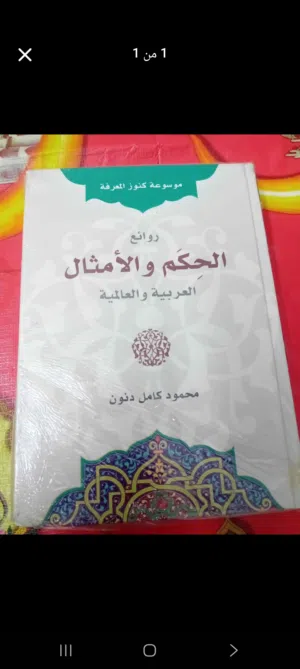 1 من 1
موسوعة كنوز المعرفة
روائع
الحِكَم والأمثال
العربية والعالمية
محمود كامل دنون